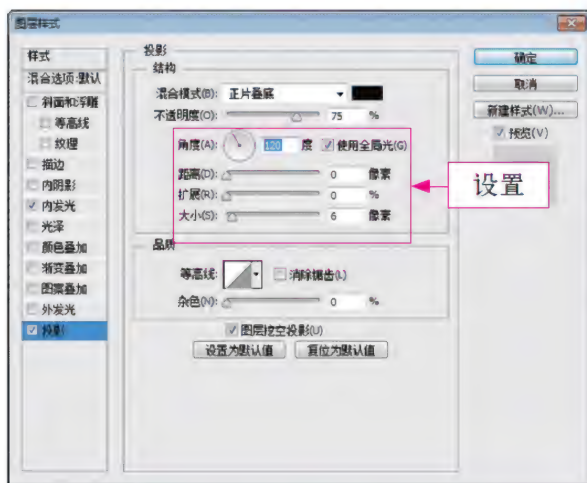 图层样式
样式
混合选项:默认
斜面和浮雕
等高线
纹理
描边
内阴影
内发光
光泽
颜色叠加
渐变叠加
图案叠加
外发光
投影
投影
结构
混合模式(B): 正片叠底
不透明度(O): 75 %
角度(A): 120 度 使用全局光(G)
距离(D): 0 像素
扩展(R): 0 %
大小(S): 6 像素
品质
等高线: 消除锯齿(L)
杂色(N): 0 %
图层挖空投影(U)
设置为默认值 复位为默认值
确定
取消
新建样式(W)...
预览(V)
设置